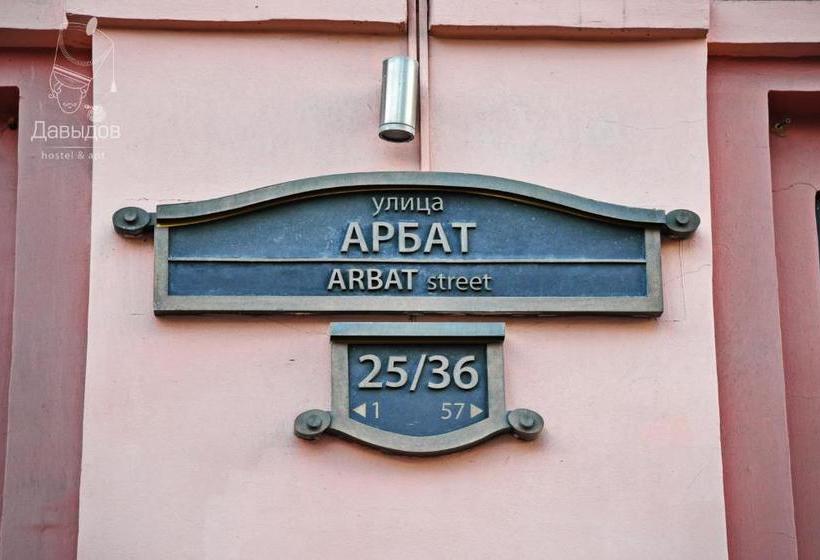 Давыдов
hostel & apt
улица
АРБАТ
ARBAT street
25/36
◀1 57▶